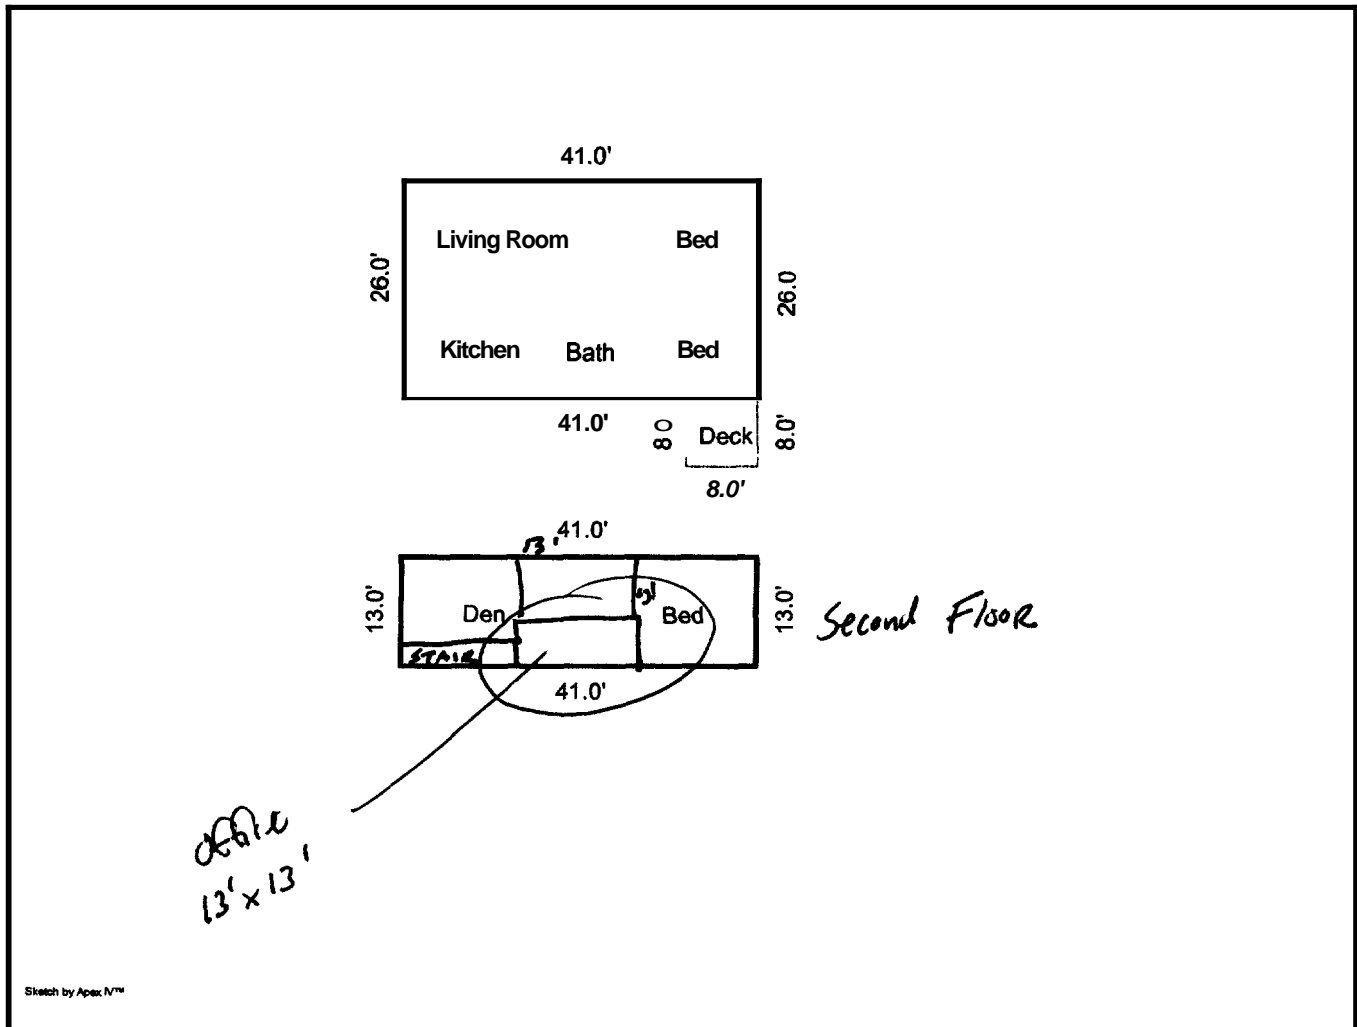 41.0'
Living Room Bed
26.0'
26.0
Kitchen Bath Bed
41.0'
8 0
Deck
8.0'
8.0'
41.0'
13'
13.0'
Den
Bed
13.0'
Second Floor
STAIR
41.0'
office
13' x 13'
Sketch by Apex IV™